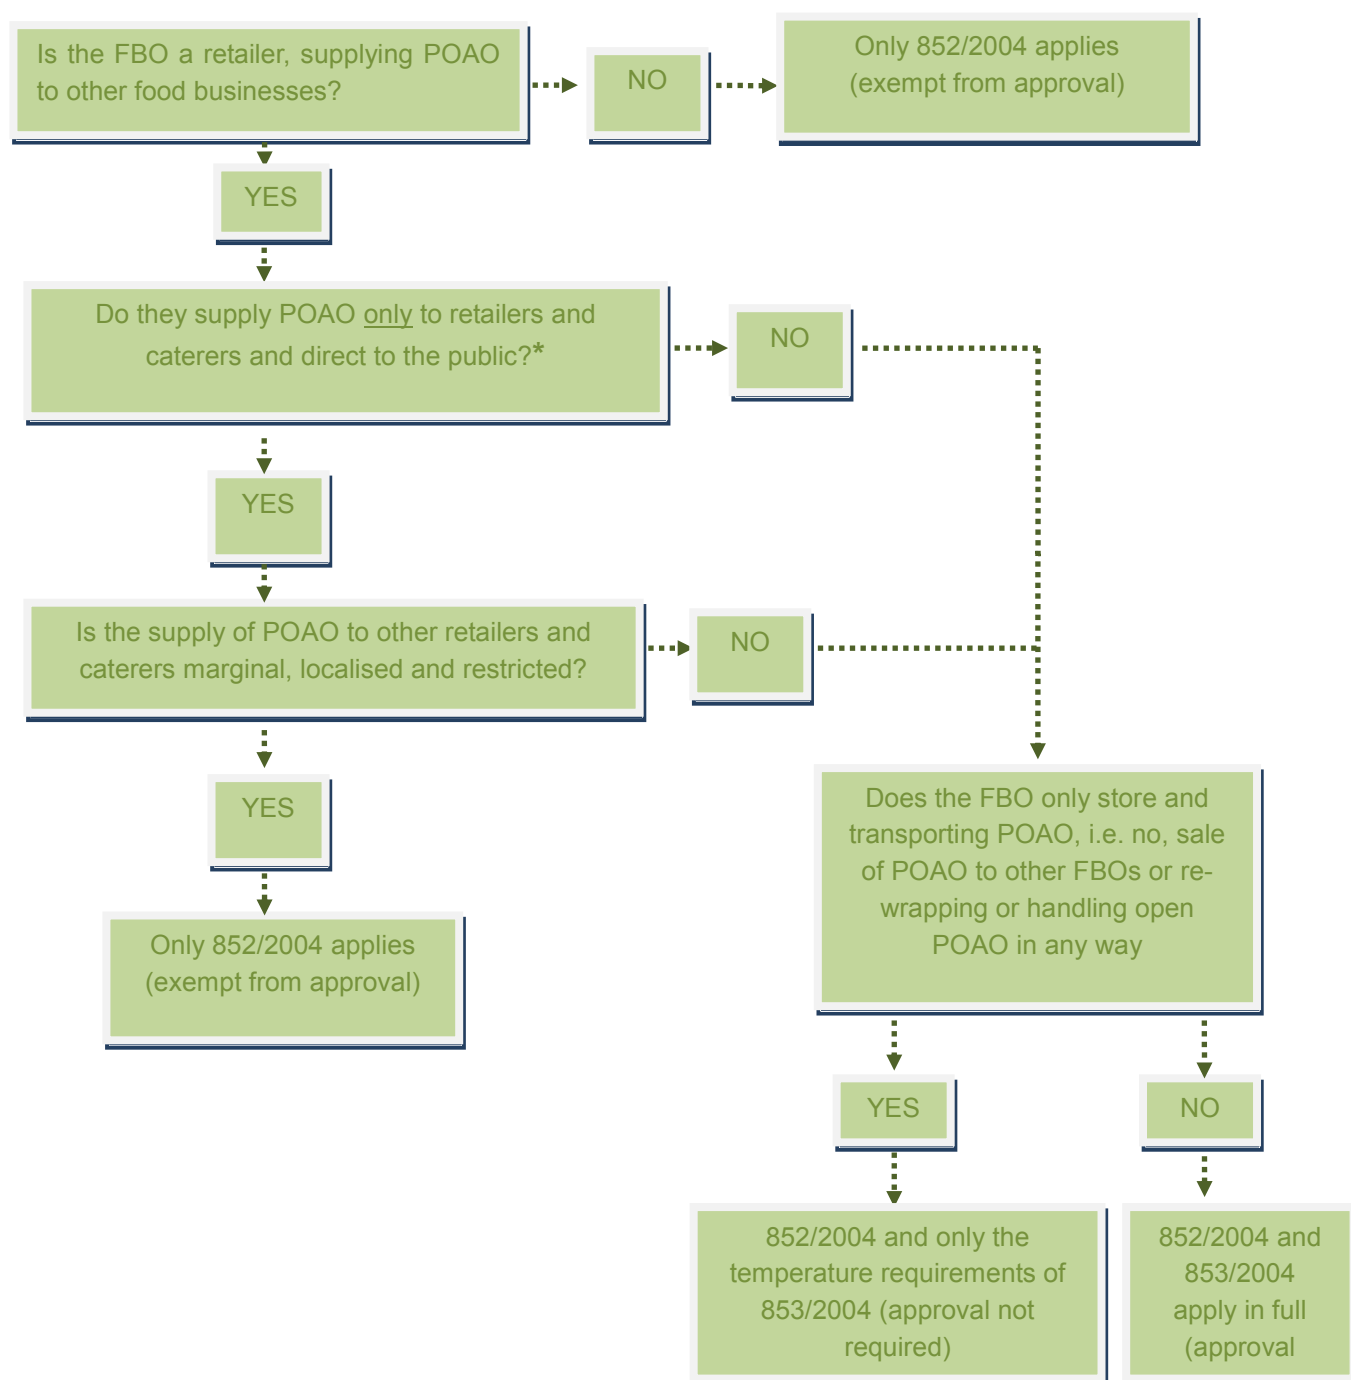 Is the FBO a retailer, supplying POAO
to other food businesses?
NO
Only 852/2004 applies
(exempt from approval)
YES
Do they supply POAO only to retailers and
caterers and direct to the public?*
NO
YES
Is the supply of POAO to other retailers and
caterers marginal, localised and restricted?
NO
YES
Only 852/2004 applies
(exempt from approval)
Does the FBO only store and
transporting POAO, i.e. no, sale
of POAO to other FBOs or re-
wrapping or handling open
POAO in any way
YES
NO
852/2004 and only the
temperature requirements of
853/2004 (approval not
required)
852/2004 and
853/2004
apply in full
(approval